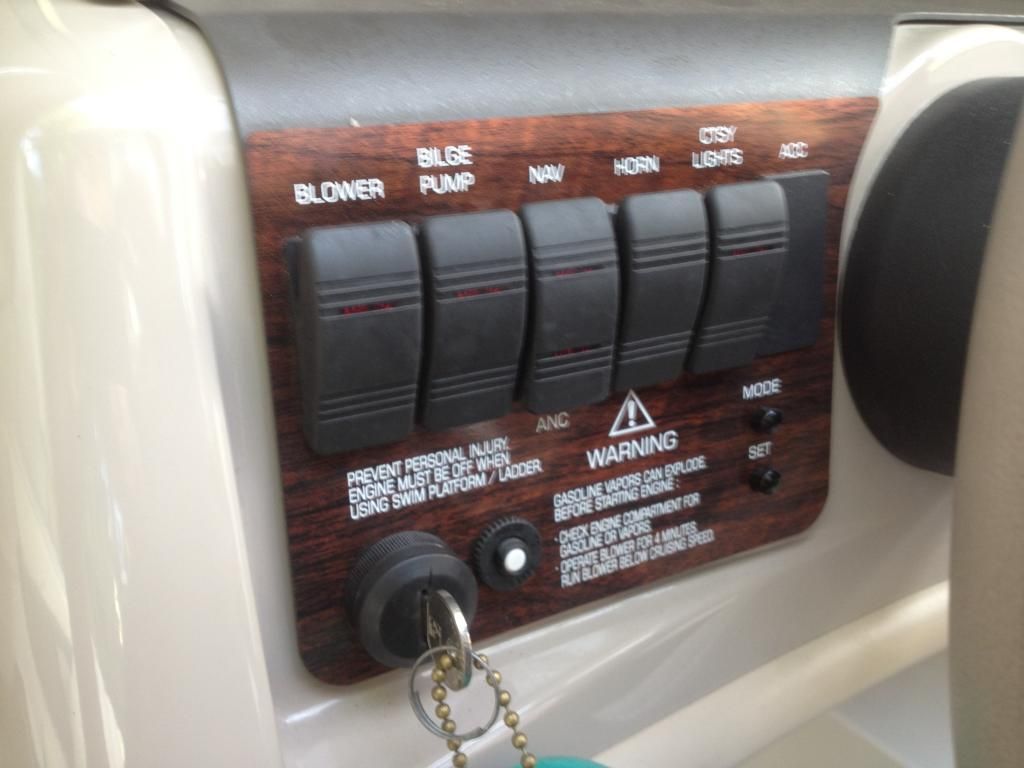 BLOWER
BILGE
PUMP
NAV
HORN
CTSY
LIGHTS
ACC
ANC
MODE
SET
PREVENT PERSONAL INJURY.
ENGINE MUST BE OFF WHEN
USING SWIM PLATFORM / LADDER.
WARNING
GASOLINE VAPORS CAN EXPLODE.
BEFORE STARTING ENGINE :
- CHECK ENGINE COMPARTMENT FOR
GASOLINE OR VAPORS.
- OPERATE BLOWER FOR 4 MINUTES.
RUN BLOWER BELOW CRUISING SPEED.